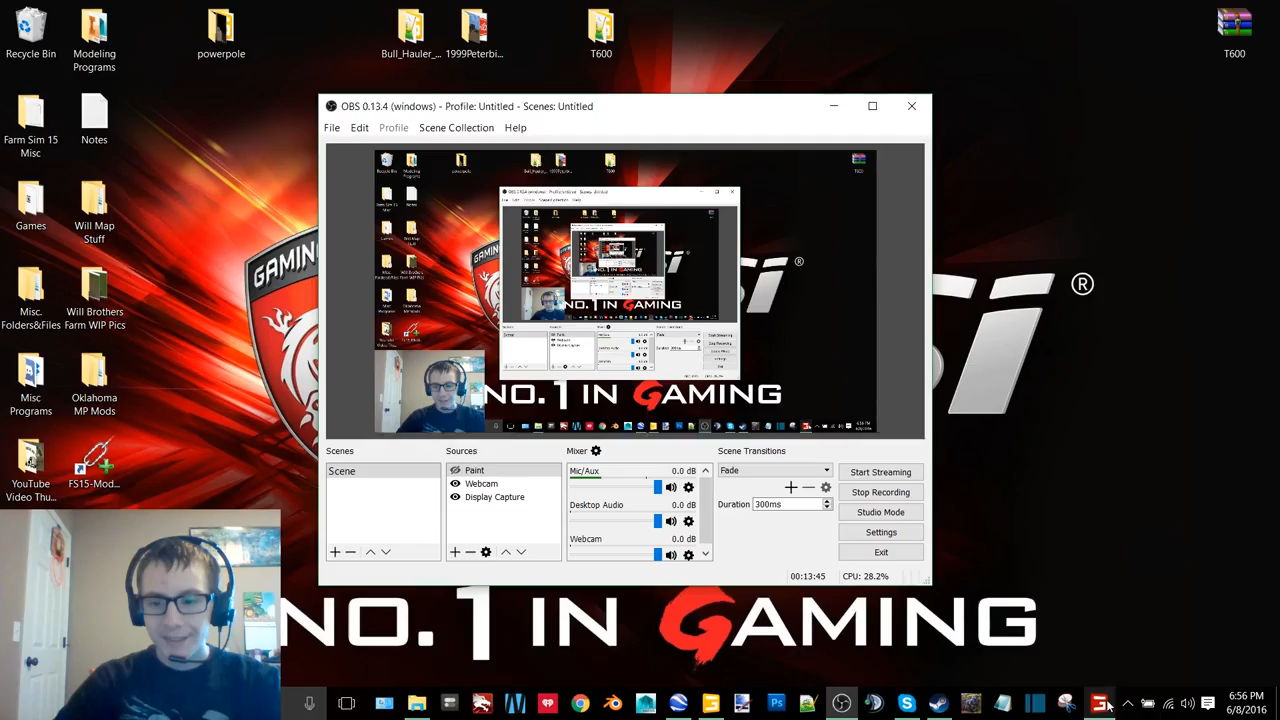 Recycle Bin
Modeling
Programs
powerpole
Bull_Hauler_...
1999Peterbi...
T600
T600
Farm Sim 15
Misc
Notes
Games
Will Map
Stuff
Misc.
Folders&Files
Will Brothers
Farm WIP Pics
Misc
Programs
Oklahoma
MP Mods
YouTube
Video Thu...
FS15-Mod...
GAMING
OBS 0.13.4 (windows) - Profile: Untitled - Scenes: Untitled
File Edit Profile Scene Collection Help
NO.1 IN GAMING
Scenes
Scene
Sources
Paint
Webcam
Display Capture
Mixer
Mic/Aux 0.0 dB
Desktop Audio 0.0 dB
Webcam 0.0 dB
Scene Transitions
Fade
Duration 300ms
Start Streaming
Stop Recording
Studio Mode
Settings
Exit
00:13:45 CPU: 28.2%
®
NO.1 IN GAMING
6:56 PM
6/8/2016